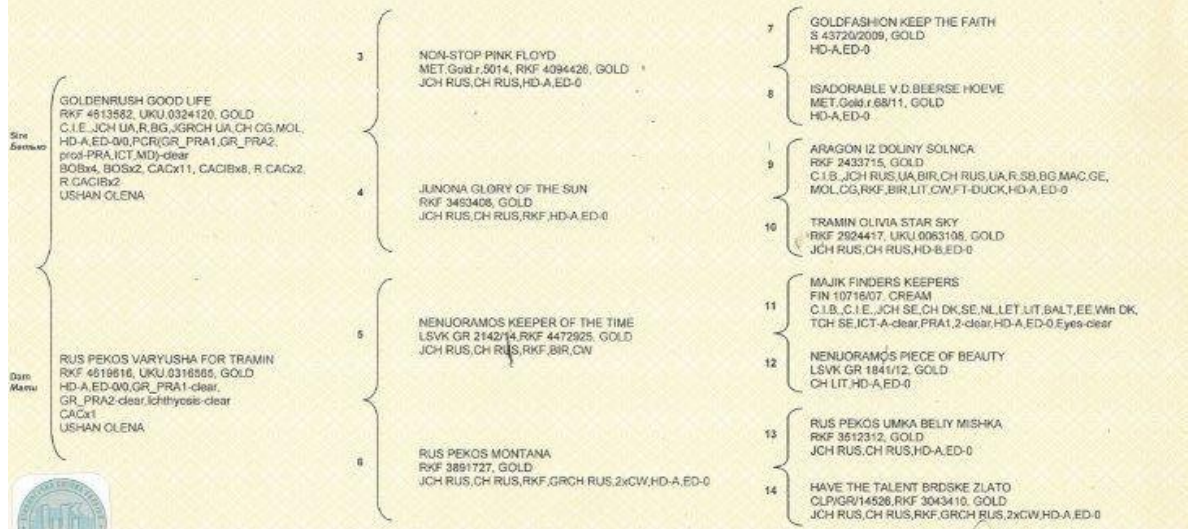 Sire
GOLDENRUSH GOOD LIFE
RKF 4613582, UKU.0324120, GOLD
C.I.E.,JCH UA,R,BG,JGRCH UA,CH CG,MOL,
HD-A,ED-0/0,PCR(GR_PRA1,GR_PRA2,
prcd-PRA,ICT,MD)-clear
BOBx4, BOSx2, CACx11, CACIBx8, R.CACx2,
R.CACIBx2
USHAN OLENA
Dam
RUS PEKOS VARYUSHA FOR TRAMIN
RKF 4619616, UKU.0316565, GOLD
HD-A,ED-0/0,GR_PRA1-clear,
GR_PRA2-clear,Ichthyosis-clear
CACx1
USHAN OLENA
3
NON-STOP PINK FLOYD
MET.Gold.r.5014, RKF 4094426, GOLD
JCH RUS,CH RUS,HD-A,ED-0
4
JUNONA GLORY OF THE SUN
RKF 3493408, GOLD
JCH RUS,CH RUS,RKF,HD-A,ED-0
5
NENUORAMOS KEEPER OF THE TIME
LSVK GR 2142/14,RKF 4472925, GOLD
JCH RUS,CH RUS,RKF,BIR,CW
6
RUS PEKOS MONTANA
RKF 3891727, GOLD
JCH RUS,CH RUS,RKF,GRCH RUS,2xCW,HD-A,ED-0
7
GOLDFASHION KEEP THE FAITH
S 43720/2009, GOLD
HD-A,ED-0
8
ISADORABLE V.D.BEERSE HOEVE
MET.Gold.r.68/11, GOLD
HD-A,ED-0
9
ARAGON IZ DOLINY SOLNCA
RKF 2433715, GOLD
C.I.B.,JCH RUS,UA,BIR,CH RUS,UA,R.SB,BG,MAC,GE,
MOL,CG,RKF,BIR,LIT,CW,FT-DUCK,HD-A,ED-0
10
TRAMIN OLIVIA STAR SKY
RKF 2924417, UKU.0063108, GOLD
JCH RUS,CH RUS,HD-B,ED-0
11
MAJIK FINDERS KEEPERS
FIN 10716/07, CREAM
C.I.B.,C.I.E.,JCH SE,CH DK,SE,NL,LET,LIT,BALT,EE,Win DK,
TCH SE,ICT-A-clear,PRA1,2-clear,HD-A,ED-0,Eyes-clear
12
NENUORAMOS PIECE OF BEAUTY
LSVK GR 1841/12, GOLD
CH LIT,HD-A,ED-0
13
RUS PEKOS UMKA BELIY MISHKA
RKF 3512312, GOLD
JCH RUS,CH RUS,HD-A,ED-0
14
HAVE THE TALENT BRDSKE ZLATO
CLP/GR/14526,RKF 3043410, GOLD
JCH RUS,CH RUS,RKF,GRCH RUS,2xCW,HD-A,ED-0